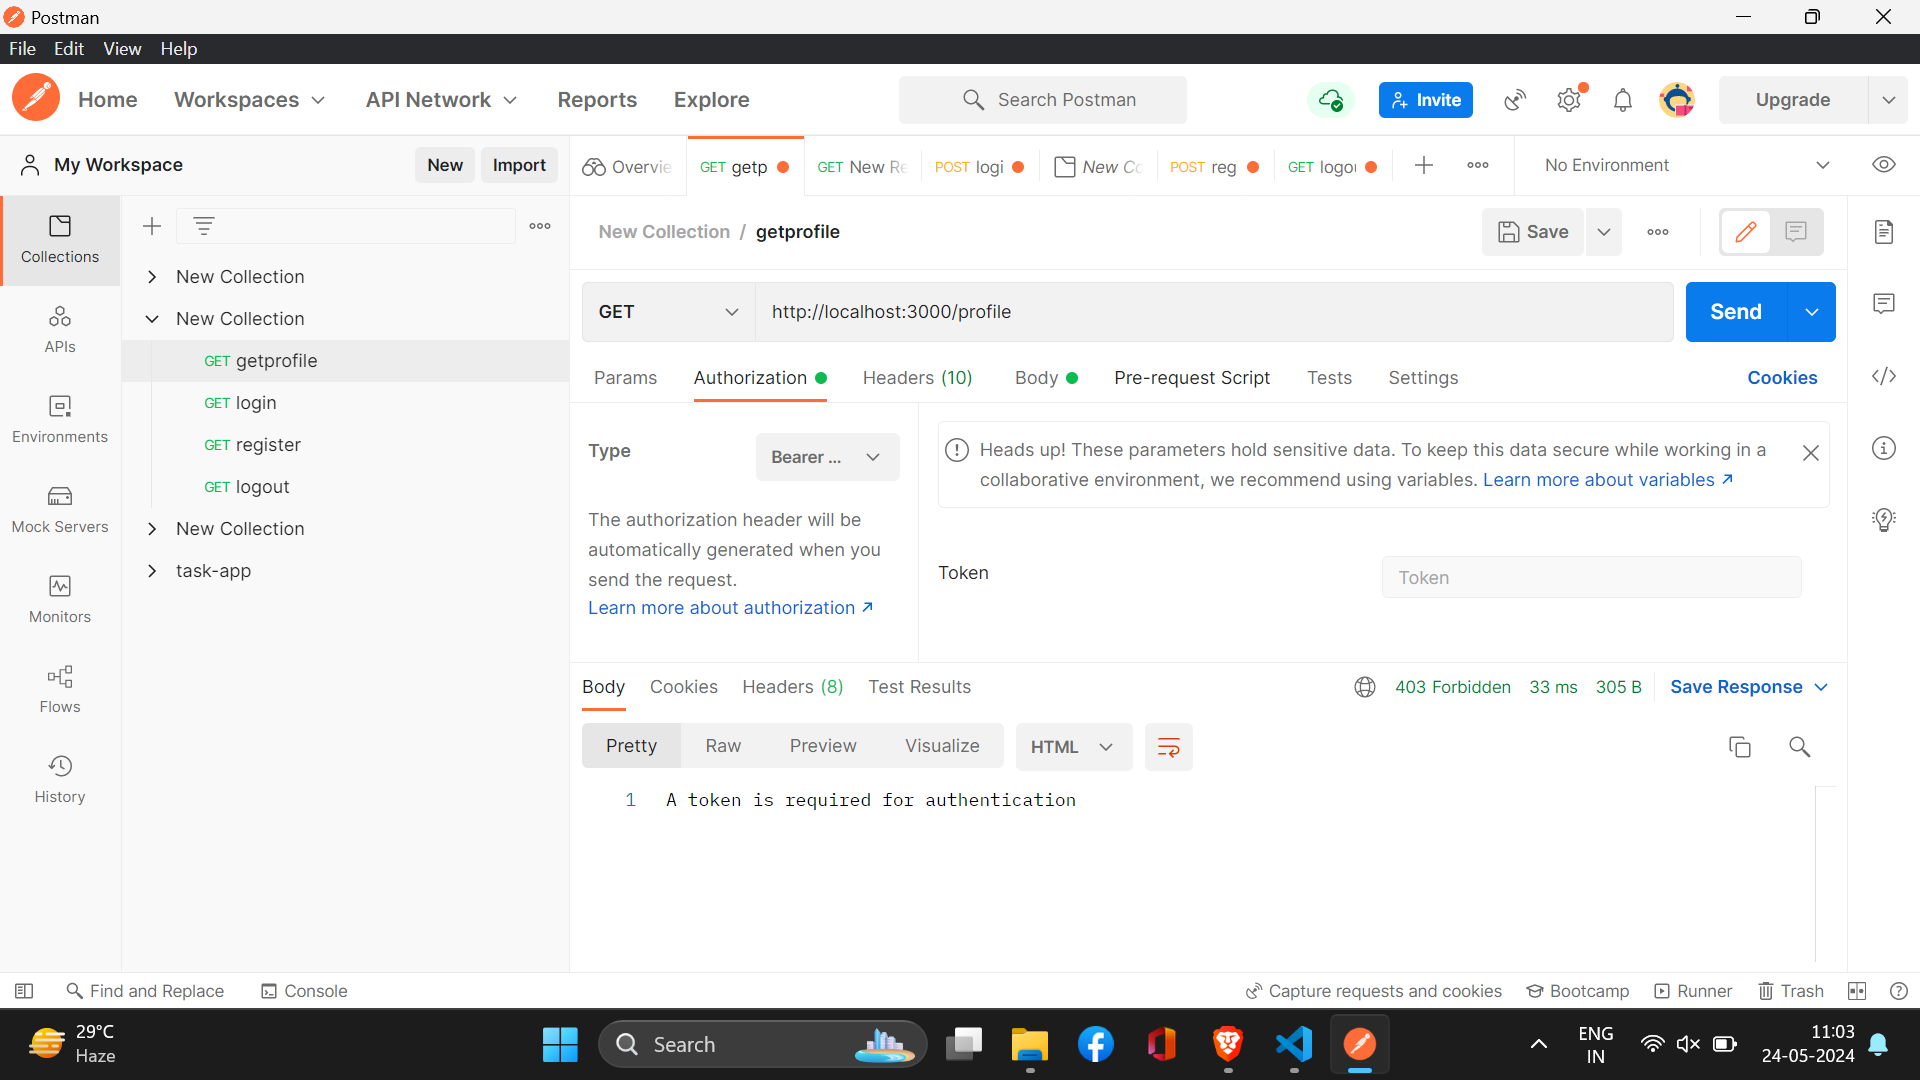 Postman
File Edit View Help
Home Workspaces API Network Reports Explore Search Postman Invite Upgrade
My Workspace New Import
Overvie GET getp GET New Re POST logi New Co POST reg GET logou No Environment
Collections
APIs
Environments
Mock Servers
Monitors
Flows
History
New Collection
New Collection
GET getprofile
GET login
GET register
GET logout
New Collection
task-app
New Collection / getprofile Save
GET http://localhost:3000/profile Send
Params Authorization Headers (10) Body Pre-request Script Tests Settings Cookies
Type Bearer ...
The authorization header will be
automatically generated when you
send the request.
Learn more about authorization ↗
Heads up! These parameters hold sensitive data. To keep this data secure while working in a
collaborative environment, we recommend using variables. Learn more about variables ↗
Token Token
Body Cookies Headers (8) Test Results 403 Forbidden 33 ms 305 B Save Response
Pretty Raw Preview Visualize HTML
1 A token is required for authentication
Find and Replace Console Capture requests and cookies Bootcamp Runner Trash
29°C
Haze
Search
ENG
IN
11:03
24-05-2024